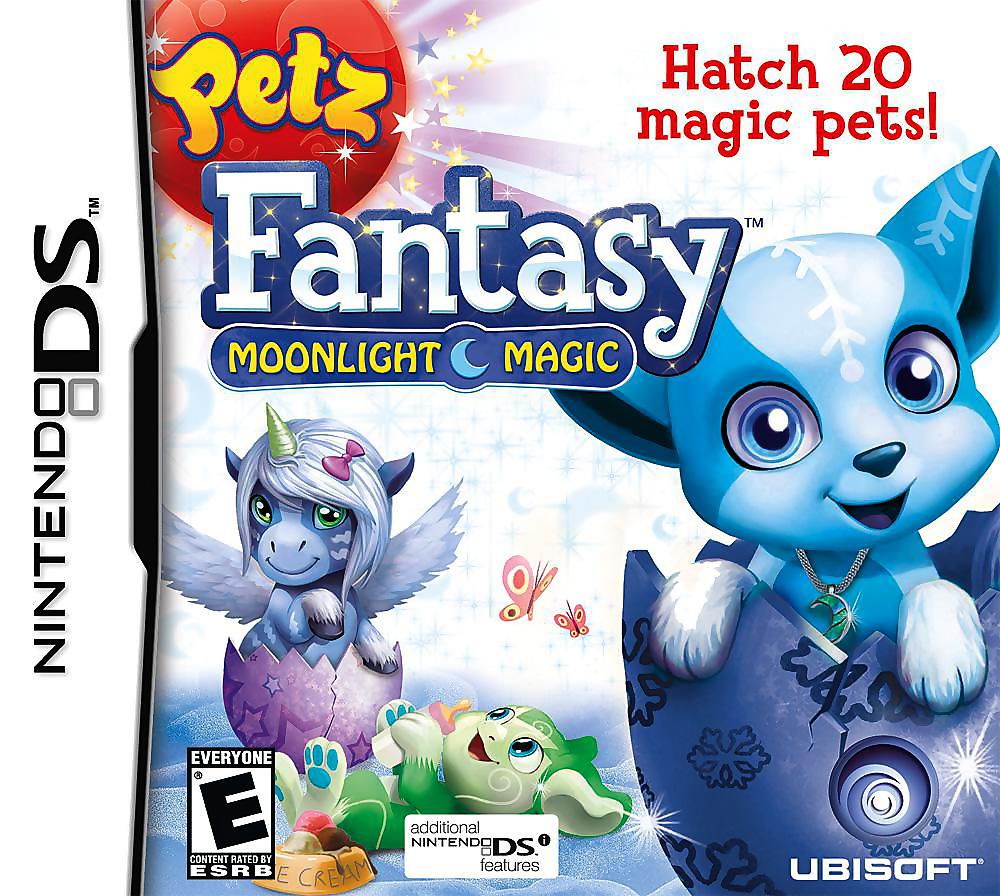 NINTENDO DS™
Petz
Fantasy™
MOONLIGHT MAGIC
Hatch 20
magic pets!
EVERYONE
E®
CONTENT RATED BY
ESRB
E CREAM
additional
NINTENDO DSi
features
UBISOFT®